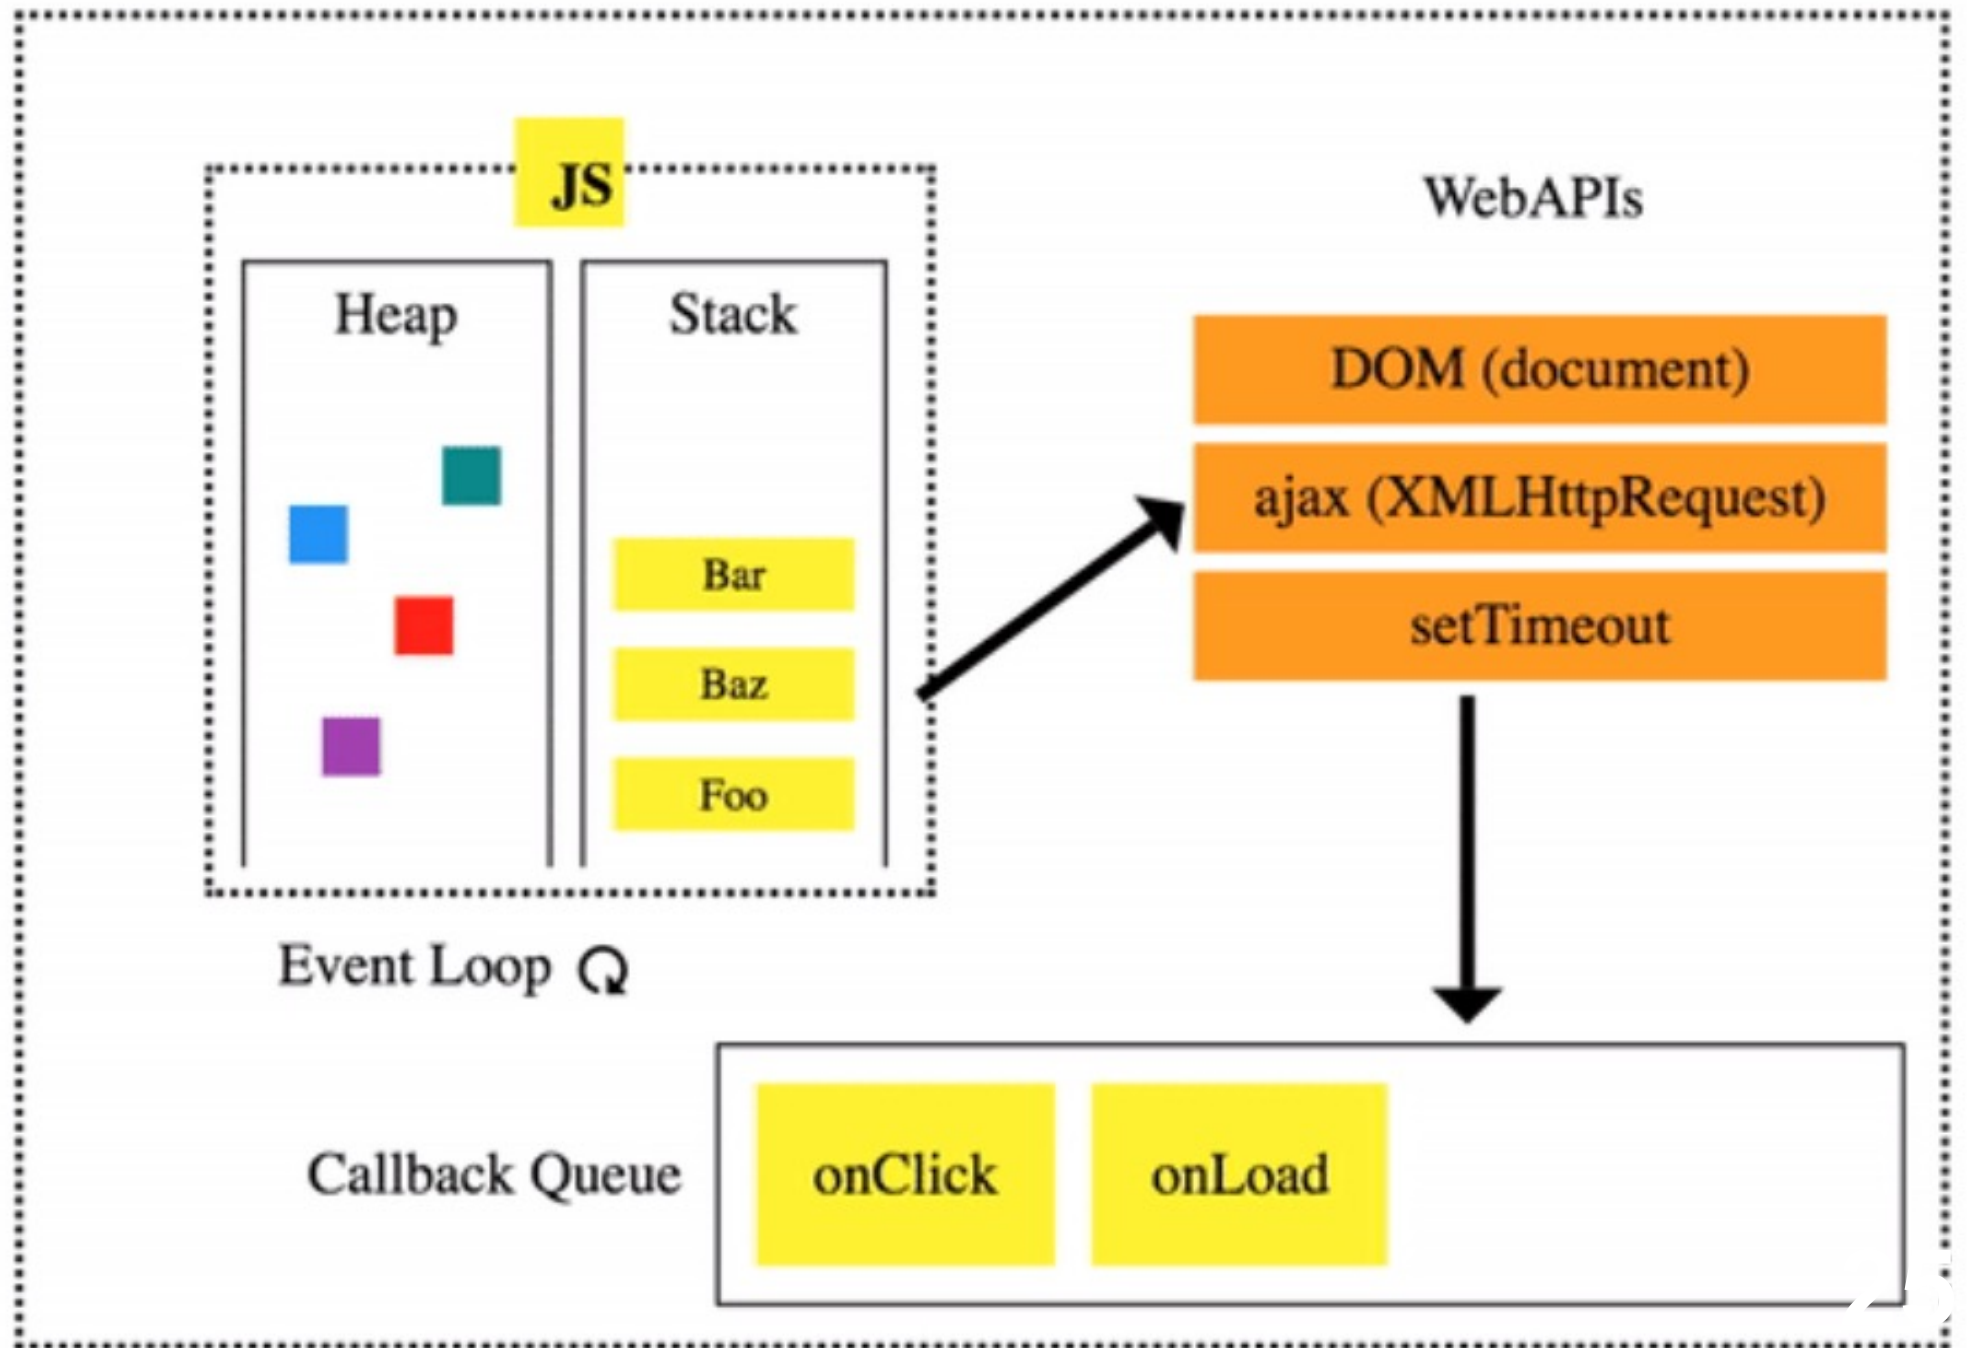 JS
WebAPIs
Heap
Stack
DOM (document)
ajax (XMLHttpRequest)
setTimeout
Bar
Baz
Foo
Event Loop
Callback Queue
onClick
onLoad